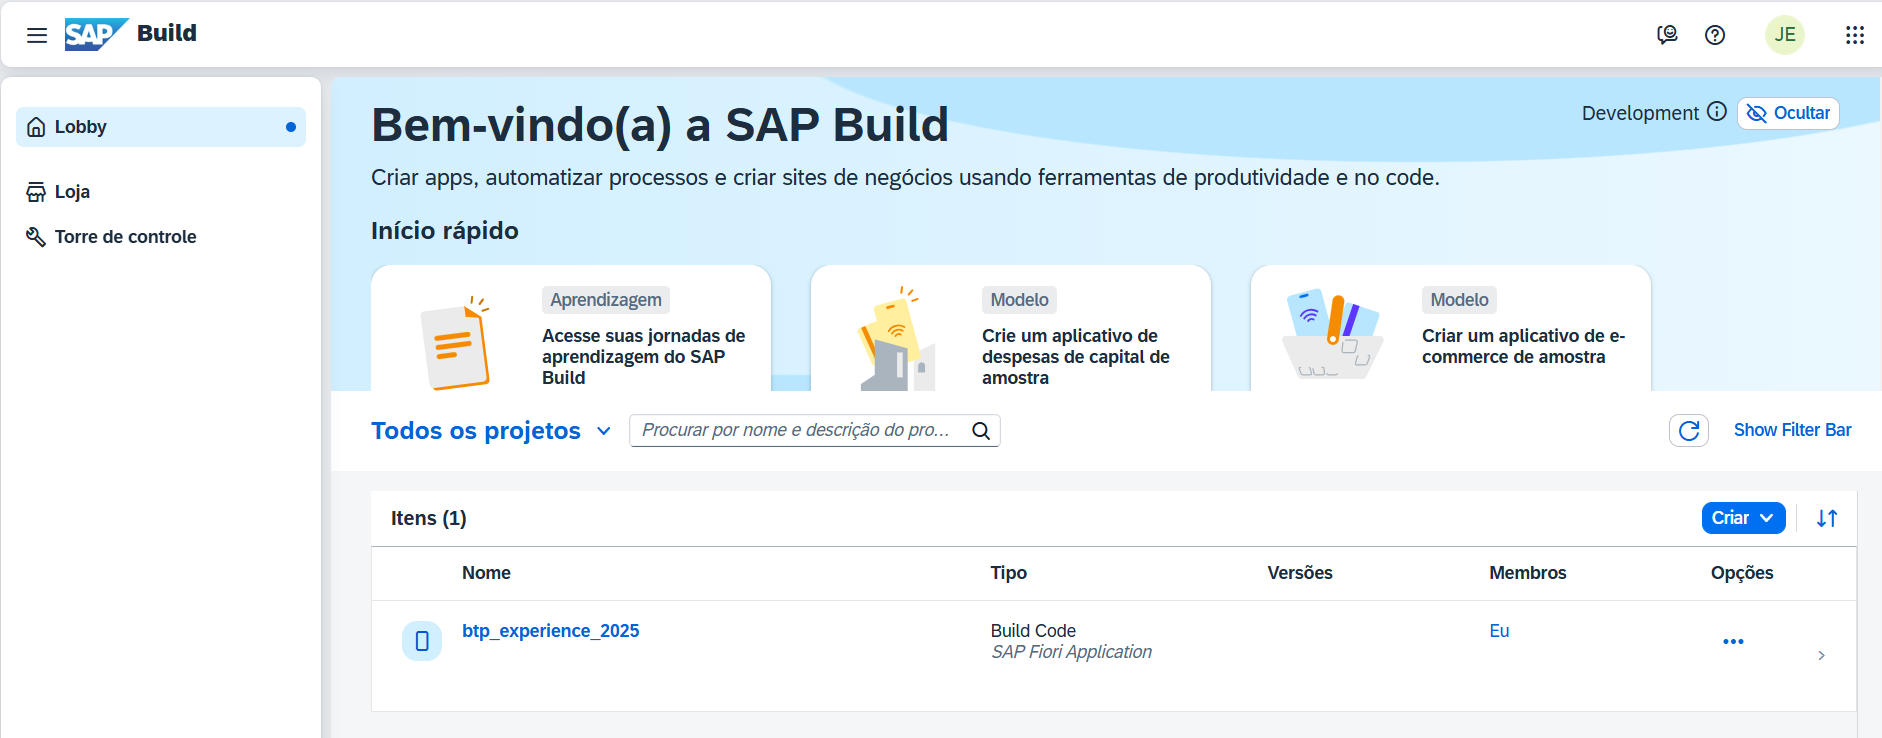 SAP Build
JE
Lobby
Loja
Torre de controle
Bem-vindo(a) a SAP Build
Development
Ocultar
Criar apps, automatizar processos e criar sites de negócios usando ferramentas de produtividade e no code.
Início rápido
Aprendizagem
Acesse suas jornadas de
aprendizagem do SAP
Build
Modelo
Crie um aplicativo de
despesas de capital de
amostra
Modelo
Criar um aplicativo de e-
commerce de amostra
Todos os projetos
Procurar por nome e descrição do pro...
Show Filter Bar
Itens (1)
Criar
Nome Tipo Versões Membros Opções
btp_experience_2025 Build Code Eu
SAP Fiori Application